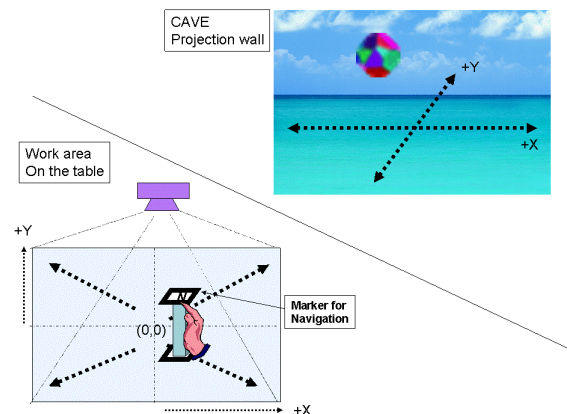 CAVE
Projection wall
+Y
+X
Work area
On the table
+Y
N
Marker for
Navigation
(0,0)
+X